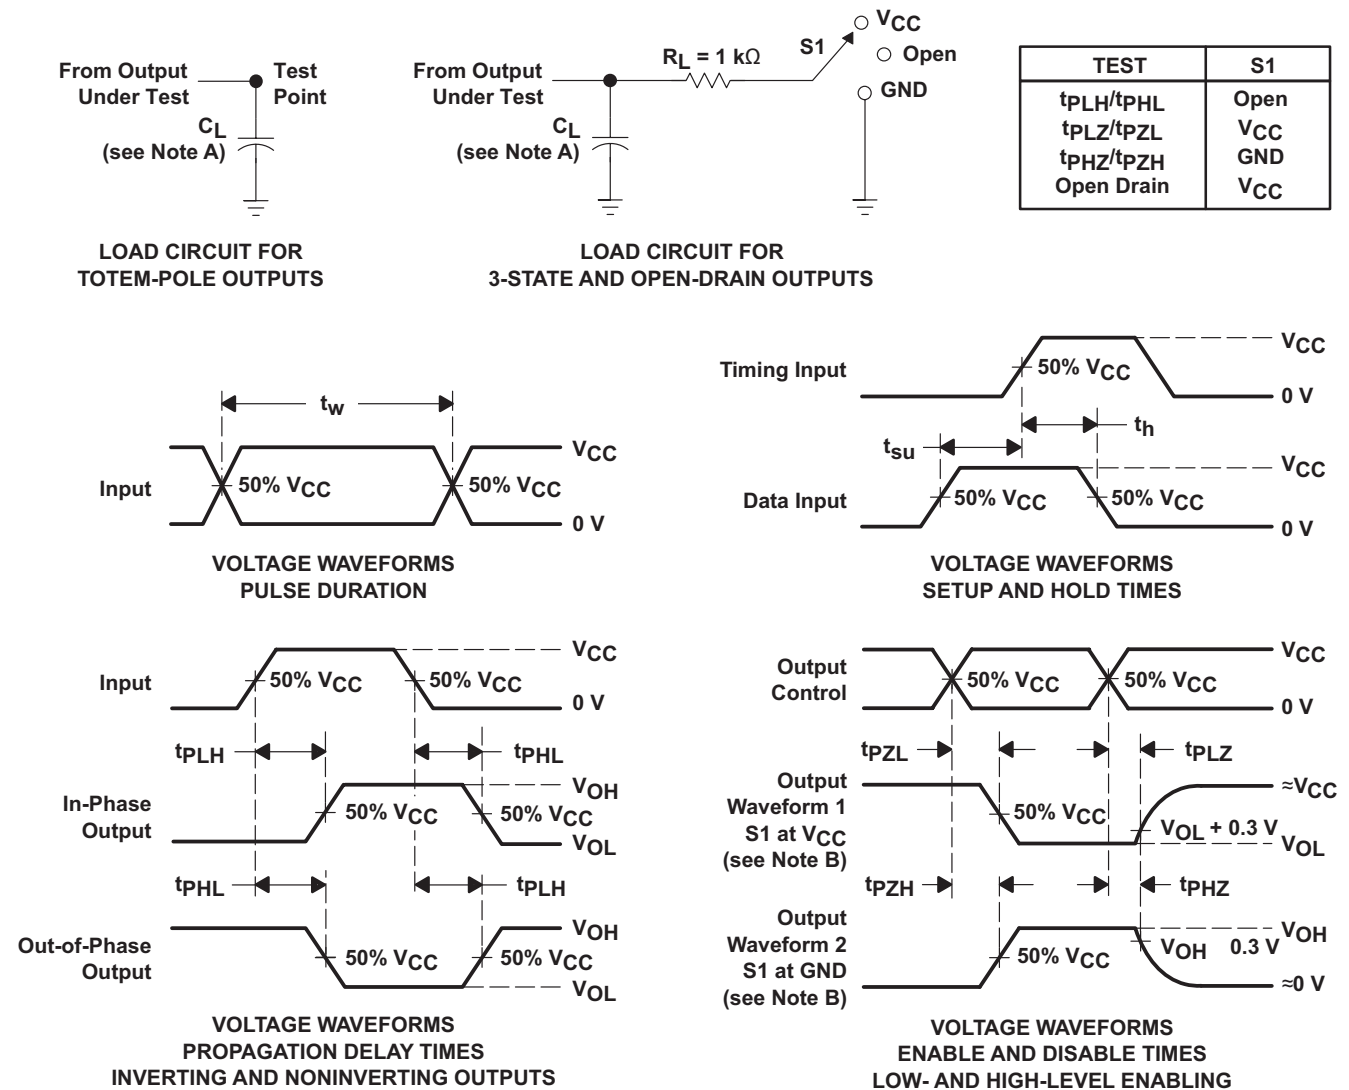 From Output
Under Test
Test
Point
CL
(see Note A)
LOAD CIRCUIT FOR
TOTEM-POLE OUTPUTS
From Output
Under Test
RL = 1 kΩ
S1
VCC
Open
GND
CL
(see Note A)
LOAD CIRCUIT FOR
3-STATE AND OPEN-DRAIN OUTPUTS
TEST S1
tPLH/tPHL Open
tPLZ/tPZL VCC
tPHZ/tPZH GND
Open Drain VCC
tw
Input
50% VCC
50% VCC
VCC
0 V
VOLTAGE WAVEFORMS
PULSE DURATION
Timing Input
50% VCC
VCC
0 V
tsu
th
Data Input
50% VCC
50% VCC
VCC
0 V
VOLTAGE WAVEFORMS
SETUP AND HOLD TIMES
Input
50% VCC
50% VCC
VCC
0 V
tPLH
tPHL
In-Phase
Output
50% VCC
50% VCC
VOH
VOL
tPHL
tPLH
Out-of-Phase
Output
50% VCC
50% VCC
VOH
VOL
VOLTAGE WAVEFORMS
PROPAGATION DELAY TIMES
INVERTING AND NONINVERTING OUTPUTS
Output
Control
50% VCC
50% VCC
VCC
0 V
tPZL
tPLZ
Output
Waveform 1
S1 at VCC
(see Note B)
50% VCC
VOL + 0.3 V
≈VCC
VOL
tPZH
tPHZ
Output
Waveform 2
S1 at GND
(see Note B)
50% VCC
VOH 0.3 V
VOH
≈0 V
VOLTAGE WAVEFORMS
ENABLE AND DISABLE TIMES
LOW- AND HIGH-LEVEL ENABLING